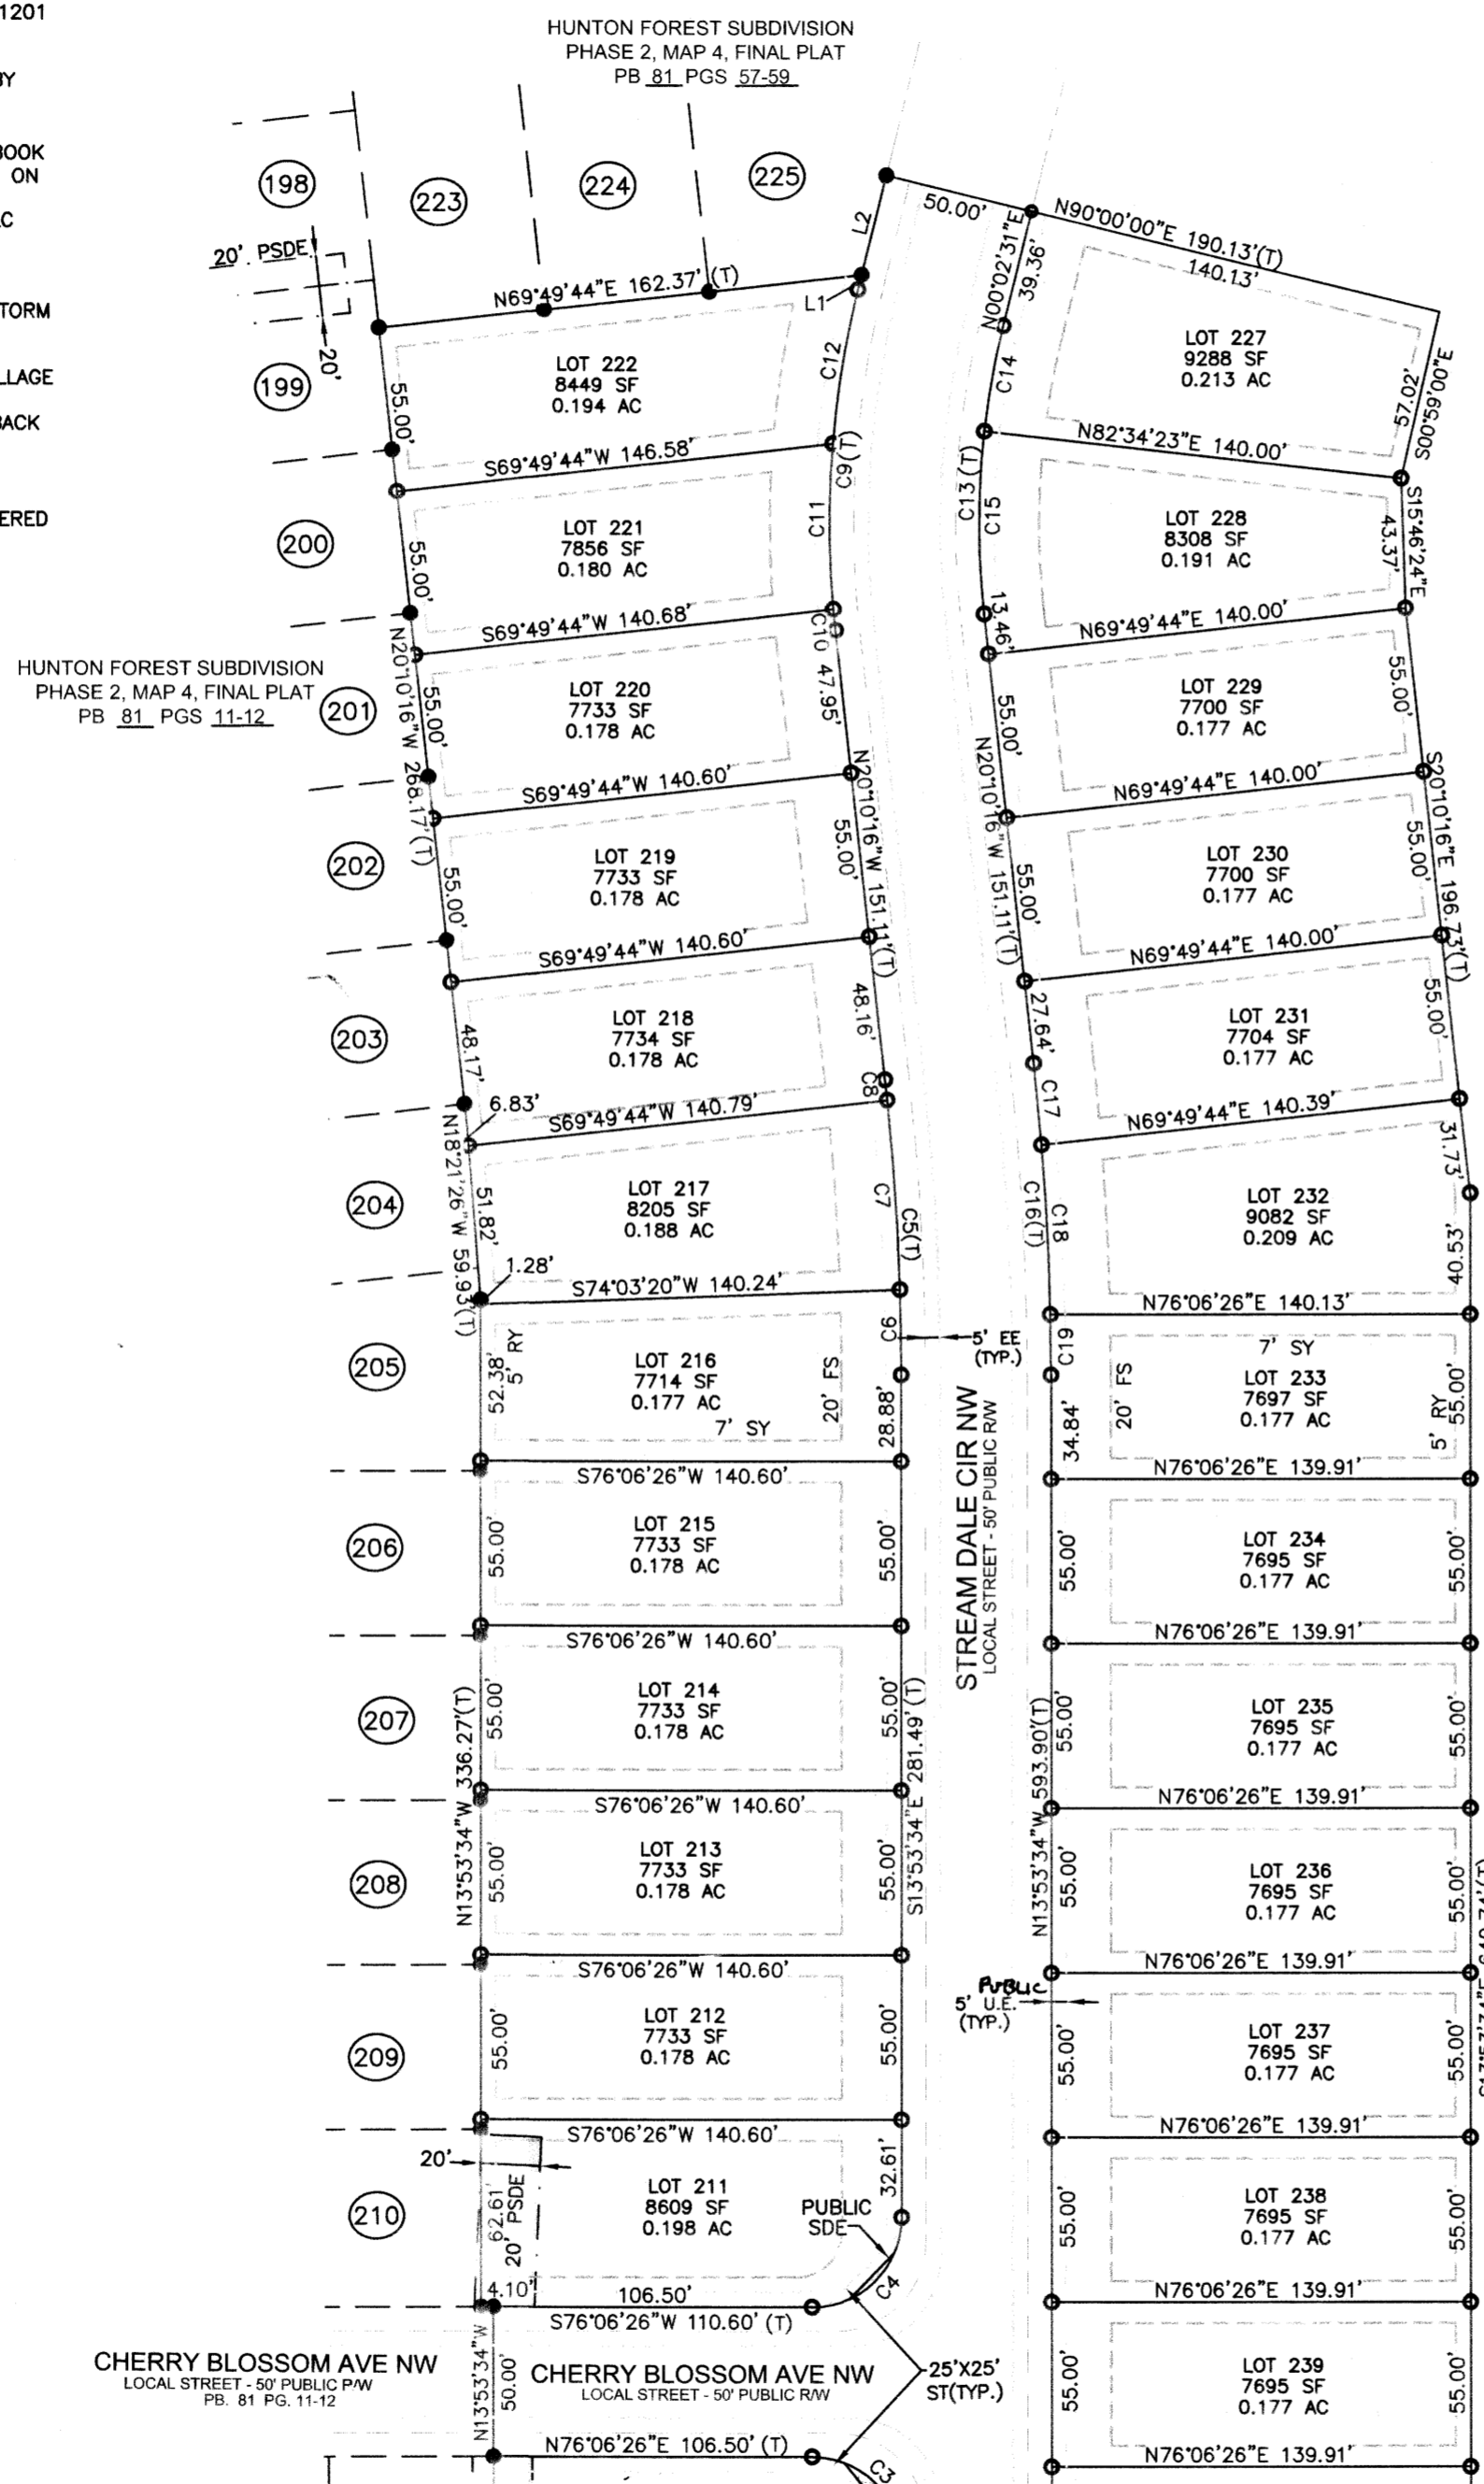 1201
BY
BOOK
ON
LC
STORM
LLAGE
BACK
ERED
HUNTON FOREST SUBDIVISION
PHASE 2, MAP 4, FINAL PLAT
PB 81 PGS 57-59
198
223
224
225
20' PSDE
20'
199
N69°49'44"E 162.37' (T)
L1
L2
50.00'
N90°00'00"E 190.13'(T)
140.13'
N00°02'31"E
39.36'
LOT 222
8449 SF
0.194 AC
55.00'
C12
C14
LOT 227
9288 SF
0.213 AC
57.02'
S00°59'00"E
S69°49'44"W 146.58'
C9(T)
N82°34'23"E 140.00'
200
55.00'
LOT 221
7856 SF
0.180 AC
C11
C13(T)
C15
LOT 228
8308 SF
0.191 AC
43.37'
S15°46'24"E
S69°49'44"W 140.68'
C10
13.46'
N69°49'44"E 140.00'
HUNTON FOREST SUBDIVISION
PHASE 2, MAP 4, FINAL PLAT
PB 81 PGS 11-12
201
N20°10'16"W 268.17'(T)
55.00'
LOT 220
7733 SF
0.178 AC
47.95'
55.00'
LOT 229
7700 SF
0.177 AC
55.00'
S69°49'44"W 140.60'
N20°10'16"W 151.11'(T)
N20°10'16"W 151.11'(T)
N69°49'44"E 140.00'
S20°10'16"E 196.73'(T)
202
55.00'
LOT 219
7733 SF
0.178 AC
55.00'
55.00'
LOT 230
7700 SF
0.177 AC
55.00'
S69°49'44"W 140.60'
N69°49'44"E 140.00'
203
48.17'
LOT 218
7734 SF
0.178 AC
48.16'
C8
27.64'
C17
LOT 231
7704 SF
0.177 AC
55.00'
6.83'
S69°49'44"W 140.79'
N69°49'44"E 140.39'
204
N18°21'26"W 59.93'(T)
51.82'
LOT 217
8205 SF
0.188 AC
C7
C5(T)
C16(T)
C18
LOT 232
9082 SF
0.209 AC
31.73'
40.53'
1.28'
S74°03'20"W 140.24'
N76°06'26"E 140.13'
205
52.38'
5' RY
LOT 216
7714 SF
0.177 AC
7' SY
20' FS
C6
28.88'
5' EE
(TYP.)
C19
34.84'
20' FS
7' SY
LOT 233
7697 SF
0.177 AC
5' RY
55.00'
S76°06'26"W 140.60'
N76°06'26"E 139.91'
206
55.00'
LOT 215
7733 SF
0.178 AC
55.00'
STREAM DALE CIR NW
LOCAL STREET - 50' PUBLIC R/W
55.00'
LOT 234
7695 SF
0.177 AC
55.00'
S76°06'26"W 140.60'
N76°06'26"E 139.91'
207
N13°53'34"W 336.27'(T)
55.00'
LOT 214
7733 SF
0.178 AC
55.00'
S13°53'34"E 281.49'(T)
N13°53'34"W 593.90'(T)
55.00'
LOT 235
7695 SF
0.177 AC
55.00'
S76°06'26"W 140.60'
N76°06'26"E 139.91'
208
55.00'
LOT 213
7733 SF
0.178 AC
55.00'
55.00'
LOT 236
7695 SF
0.177 AC
55.00'
S76°06'26"W 140.60'
N76°06'26"E 139.91'
PUBLIC
5' U.E.
(TYP.)
209
55.00'
LOT 212
7733 SF
0.178 AC
55.00'
55.00'
LOT 237
7695 SF
0.177 AC
55.00'
S76°06'26"W 140.60'
N76°06'26"E 139.91'
20'
210
62.61'
20' PSDE
LOT 211
8609 SF
0.198 AC
32.61'
PUBLIC
SDE
C4
55.00'
LOT 238
7695 SF
0.177 AC
55.00'
4.10'
106.50'
S76°06'26"W 110.60' (T)
N76°06'26"E 139.91'
CHERRY BLOSSOM AVE NW
LOCAL STREET - 50' PUBLIC P/W
PB. 81 PG. 11-12
N13°53'34"W
50.00'
CHERRY BLOSSOM AVE NW
LOCAL STREET - 50' PUBLIC R/W
25'X25'
ST(TYP.)
55.00'
LOT 239
7695 SF
0.177 AC
55.00'
N76°06'26"E 106.50' (T)
C3
N76°06'26"E 139.91'